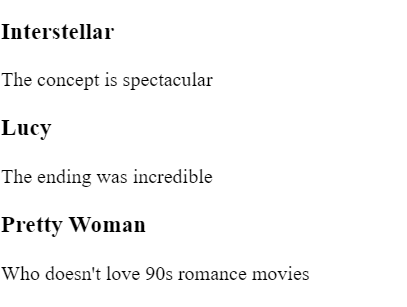 Interstellar
The concept is spectacular
Lucy
The ending was incredible
Pretty Woman
Who doesn't love 90s romance movies